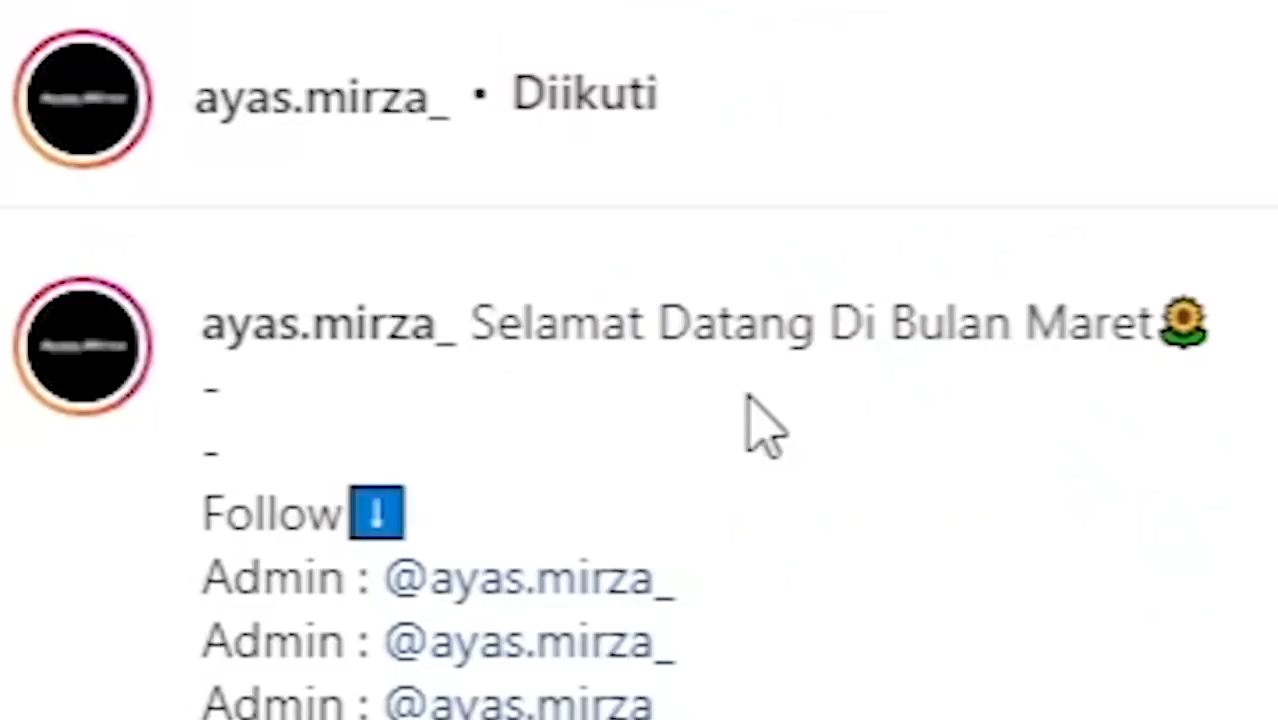 ayas.mirza_ • Diikuti
ayas.mirza_ Selamat Datang Di Bulan Maret🌻
-
-
Follow⬇️
Admin : @ayas.mirza_
Admin : @ayas.mirza_
Admin : @ayas.mirza_